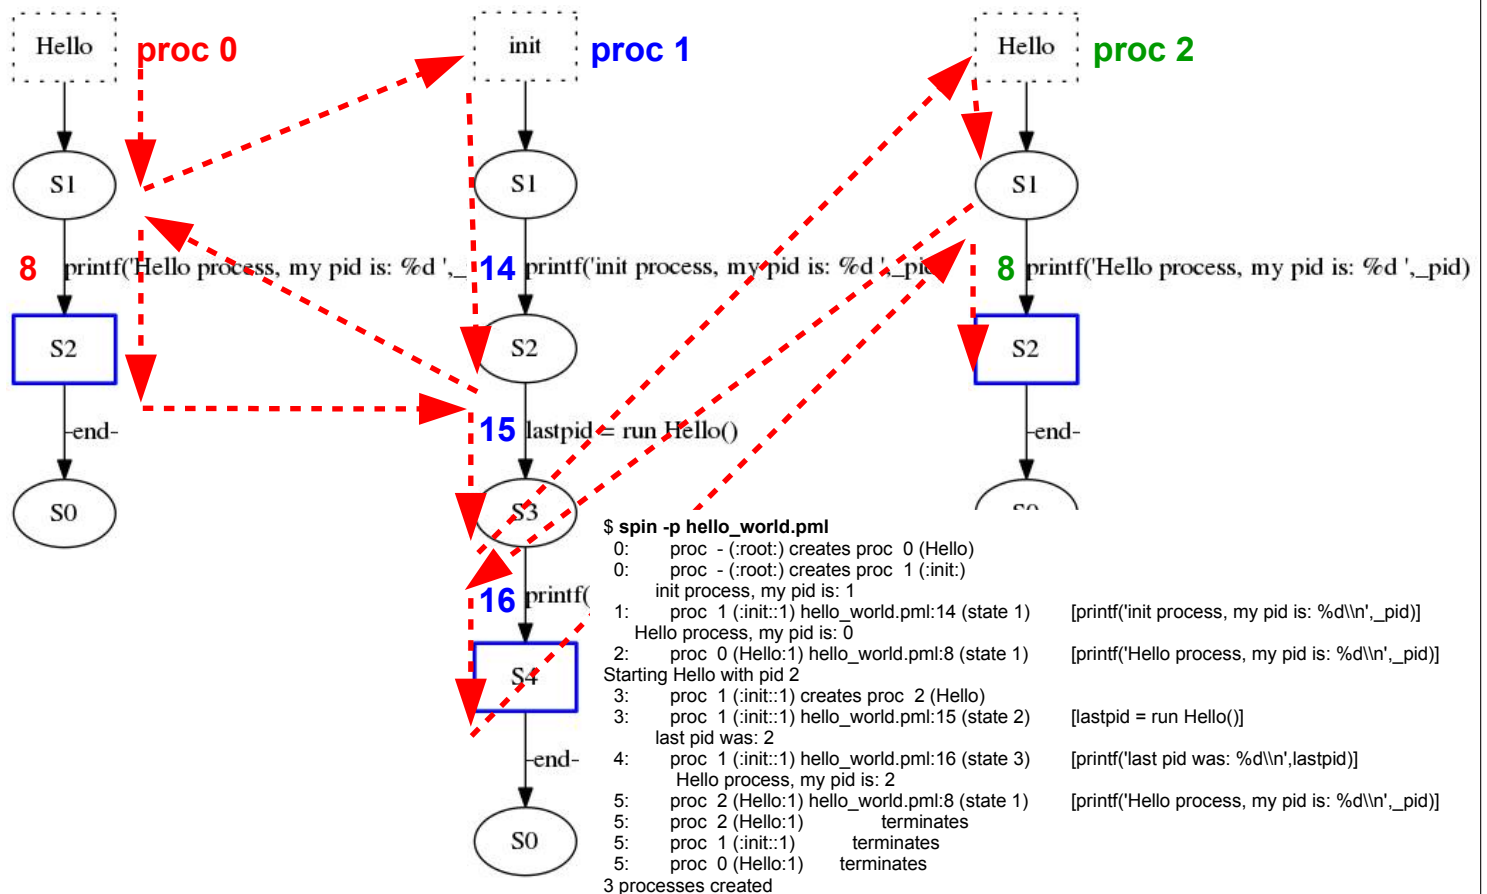 Hello proc 0 init proc 1 Hello proc 2
S1 S1 S1
8 printf('Hello process, my pid is: %d ',_ 14 printf('init process, my pid is: %d ',_pid 8 printf('Hello process, my pid is: %d ',_pid)
S2 S2 S2
-end- 15 lastpid = run Hello() -end-
S0 S3 S0
16 printf(
S4
-end-
S0
$ spin -p hello_world.pml
0: proc - (:root:) creates proc 0 (Hello)
0: proc - (:root:) creates proc 1 (:init:)
init process, my pid is: 1
1: proc 1 (:init::1) hello_world.pml:14 (state 1) [printf('init process, my pid is: %d\\n',_pid)]
Hello process, my pid is: 0
2: proc 0 (Hello:1) hello_world.pml:8 (state 1) [printf('Hello process, my pid is: %d\\n',_pid)]
Starting Hello with pid 2
3: proc 1 (:init::1) creates proc 2 (Hello)
3: proc 1 (:init::1) hello_world.pml:15 (state 2) [lastpid = run Hello()]
last pid was: 2
4: proc 1 (:init::1) hello_world.pml:16 (state 3) [printf('last pid was: %d\\n',lastpid)]
Hello process, my pid is: 2
5: proc 2 (Hello:1) hello_world.pml:8 (state 1) [printf('Hello process, my pid is: %d\\n',_pid)]
5: proc 2 (Hello:1) terminates
5: proc 1 (:init::1) terminates
5: proc 0 (Hello:1) terminates
3 processes created